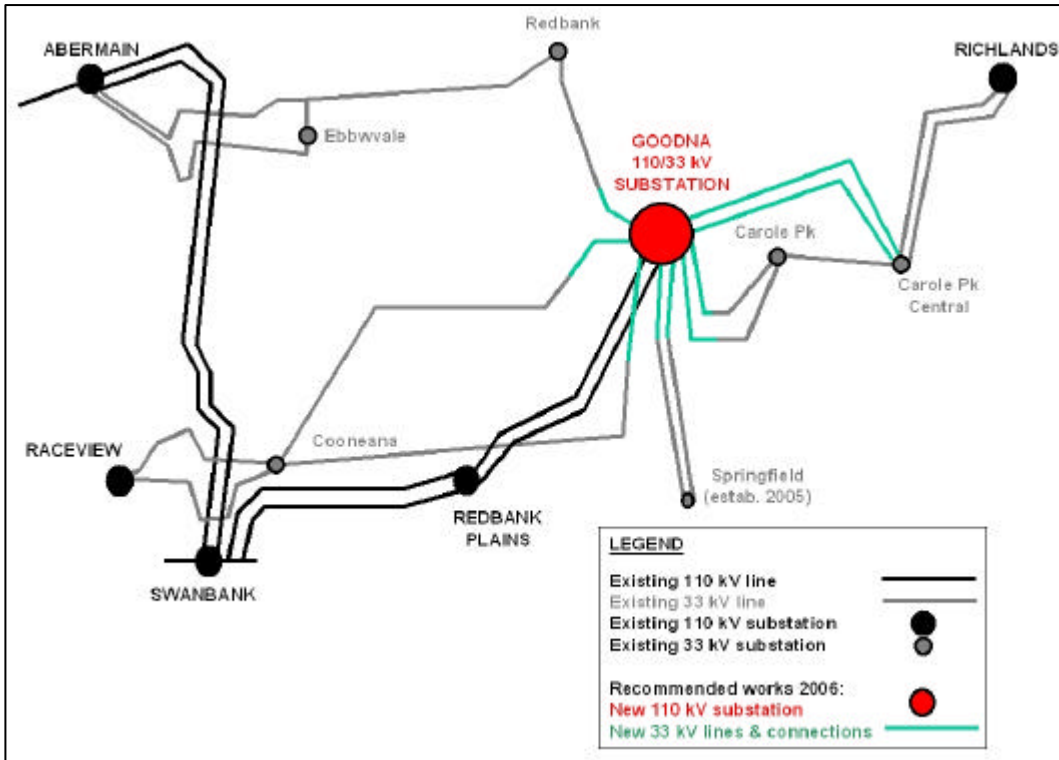 Redbank
ABERMAIN
RICHLANDS
Ebbwvale
GOODNA
110/33 kV
SUBSTATION
Carole Pk
Carole Pk
Central
RACEVIEW
Cooneana
Springfield
(estab. 2005)
REDBANK
PLAINS
SWANBANK
LEGEND
Existing 110 kV line
Existing 33 kV line
Existing 110 kV substation
Existing 33 kV substation
Recommended works 2006:
New 110 kV substation
New 33 kV lines & connections